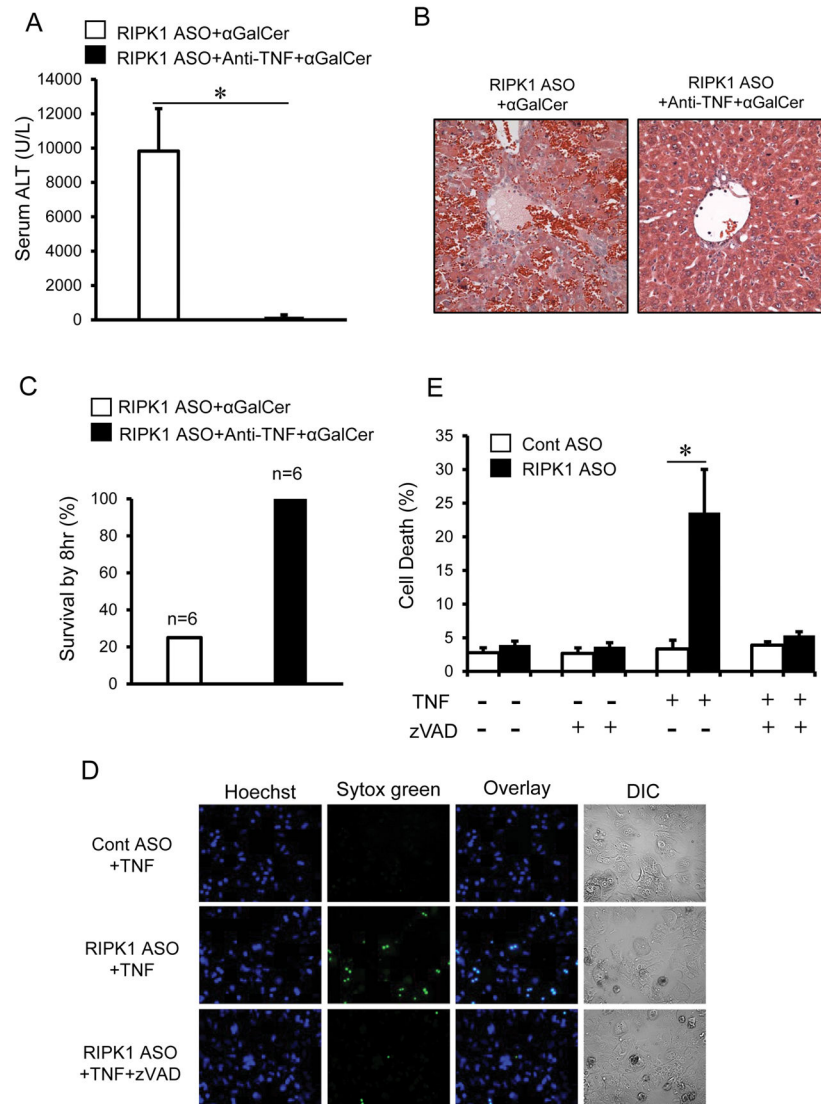 A
RIPK1 ASO+αGalCer
RIPK1 ASO+Anti-TNF+αGalCer
Serum ALT (U/L)
14000
12000
10000
8000
6000
4000
2000
0
*
B
RIPK1 ASO
+αGalCer
RIPK1 ASO
+Anti-TNF+αGalCer
C
RIPK1 ASO+αGalCer
RIPK1 ASO+Anti-TNF+αGalCer
Survival by 8hr (%)
100
80
60
40
20
0
n=6
n=6
E
Cont ASO
RIPK1 ASO
Cell Death (%)
35
30
25
20
15
10
5
0
*
TNF - - - - + + + +
zVAD - - + + - - + +
D
Hoechst Sytox green Overlay DIC
Cont ASO
+TNF
RIPK1 ASO
+TNF
RIPK1 ASO
+TNF+zVAD